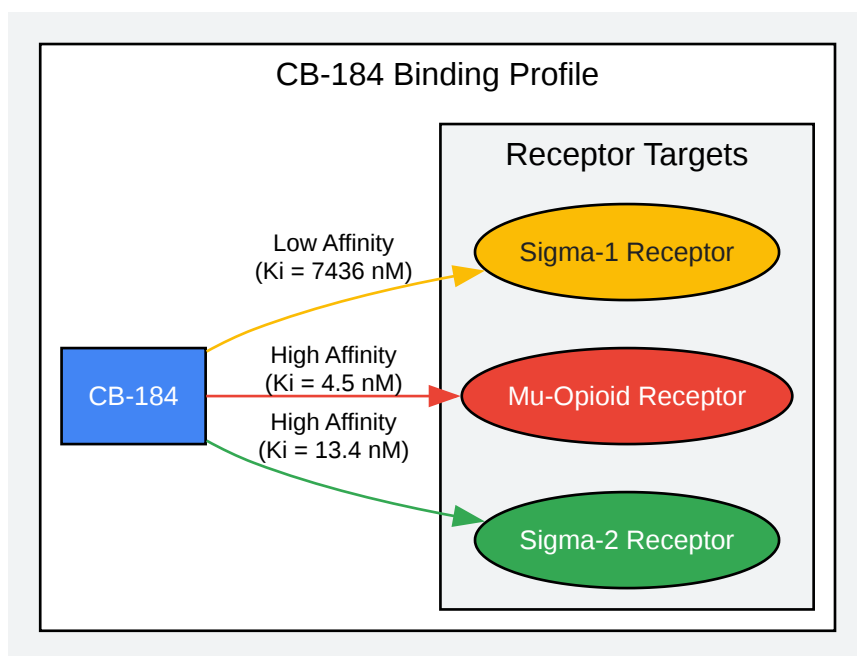 CB-184 Binding Profile
Receptor Targets
Low Affinity
(Ki = 7436 nM)
Sigma-1 Receptor
CB-184
High Affinity
(Ki = 4.5 nM)
Mu-Opioid Receptor
High Affinity
(Ki = 13.4 nM)
Sigma-2 Receptor